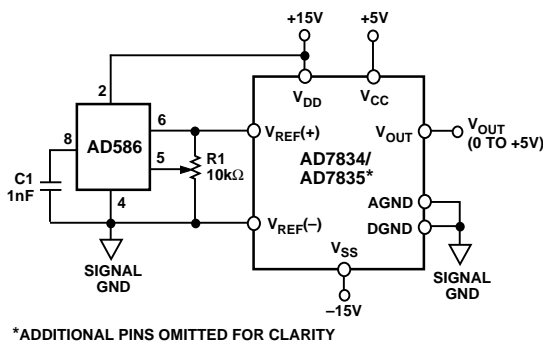 +15V
+5V
2
V_DD
V_CC
6
V_REF(+)
V_OUT
V_OUT
(0 TO +5V)
8
AD586
5
R1
10kΩ
AD7834/
AD7835*
C1
1nF
4
AGND
V_REF(–)
DGND
V_SS
SIGNAL
GND
SIGNAL
GND
–15V
*ADDITIONAL PINS OMITTED FOR CLARITY